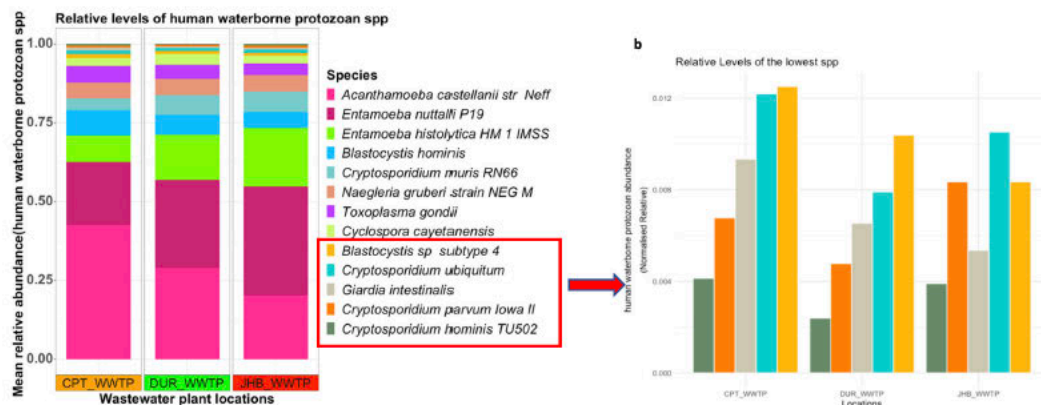 Relative levels of human waterborne protozoan spp
Mean relative abundance(human waterborne protozoan spp
1.00
0.75
0.50
0.25
0.00
CPT_WWTP
DUR_WWTP
JHB_WWTP
Wastewater plant locations
Species
Acanthamoeba castellanii str Neff
Entamoeba nuttalli P19
Entamoeba histolytica HM 1 IMSS
Blastocystis hominis
Cryptosporidium muris RN66
Naegleria gruberi strain NEG M
Toxoplasma gondii
Cyclospora cayetanensis
Blastocystis sp subtype 4
Cryptosporidium ubiquitum
Giardia intestinalis
Cryptosporidium parvum Iowa II
Cryptosporidium hominis TU502
b
Relative Levels of the lowest spp
human waterborne protozoan abundance
(Normalised Relative)
0.012
0.008
0.004
0.000
CPT_WWTP
DUR_WWTP
JHB_WWTP
Locations